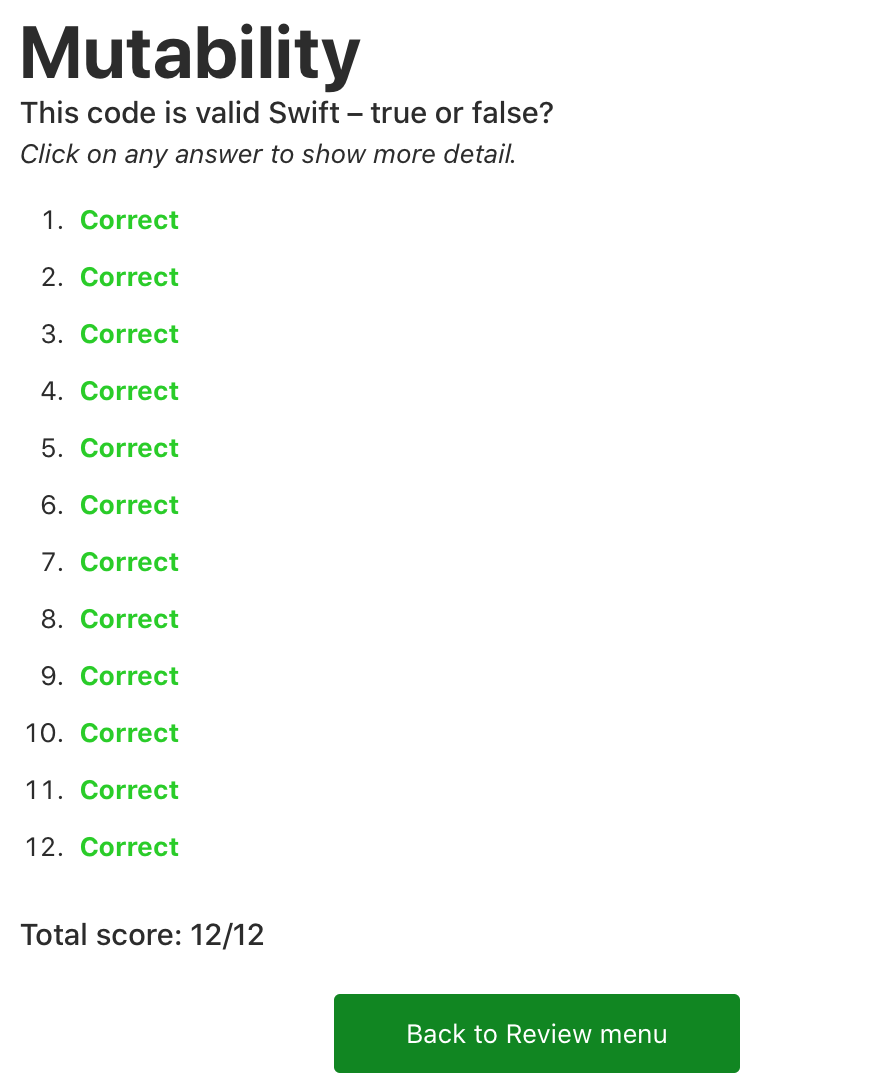 Mutability
This code is valid Swift – true or false?
Click on any answer to show more detail.
1. Correct
2. Correct
3. Correct
4. Correct
5. Correct
6. Correct
7. Correct
8. Correct
9. Correct
10. Correct
11. Correct
12. Correct
Total score: 12/12
Back to Review menu